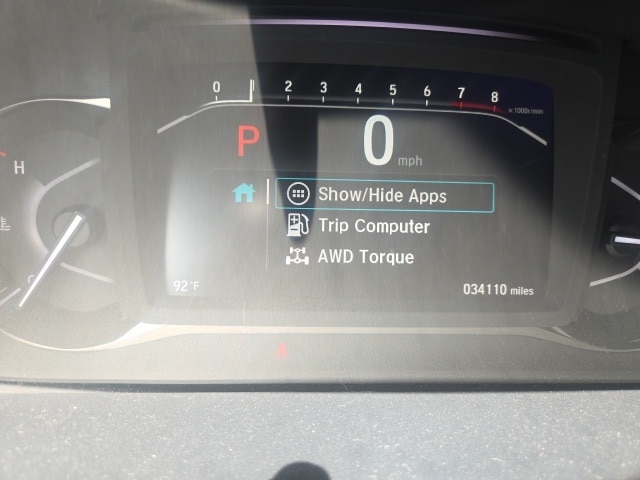 0 2 3 4 5 6 7 8
x 1000r/min
P
0 mph
H
Show/Hide Apps
Trip Computer
AWD Torque
C
92°F
034110 miles